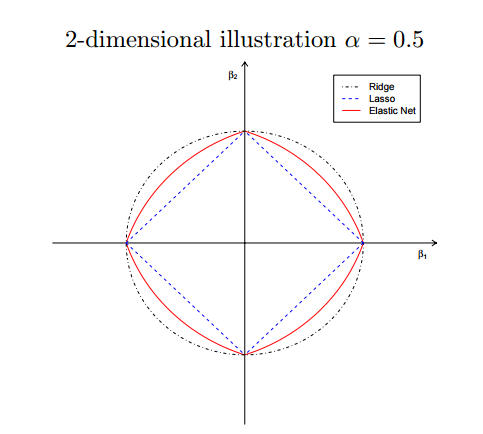 2-dimensional illustration α = 0.5
β₂
Ridge
Lasso
Elastic Net
β₁